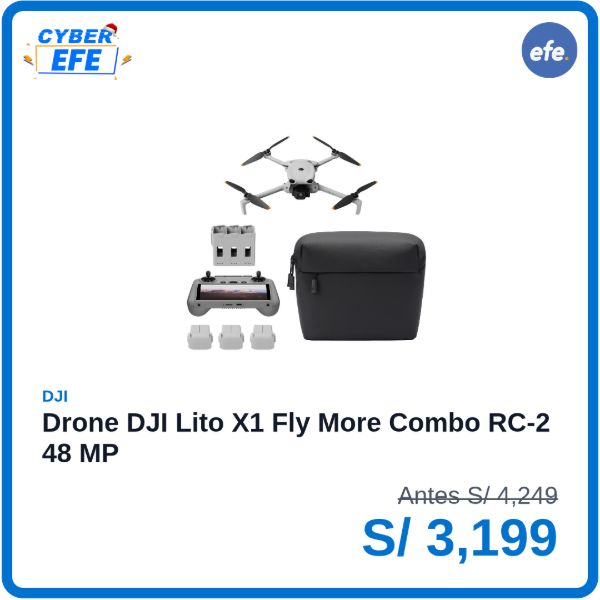 CYBER
EFE
efe.
DJI
Drone DJI Lito X1 Fly More Combo RC-2
48 MP
Antes S/ 4,249
S/ 3,199